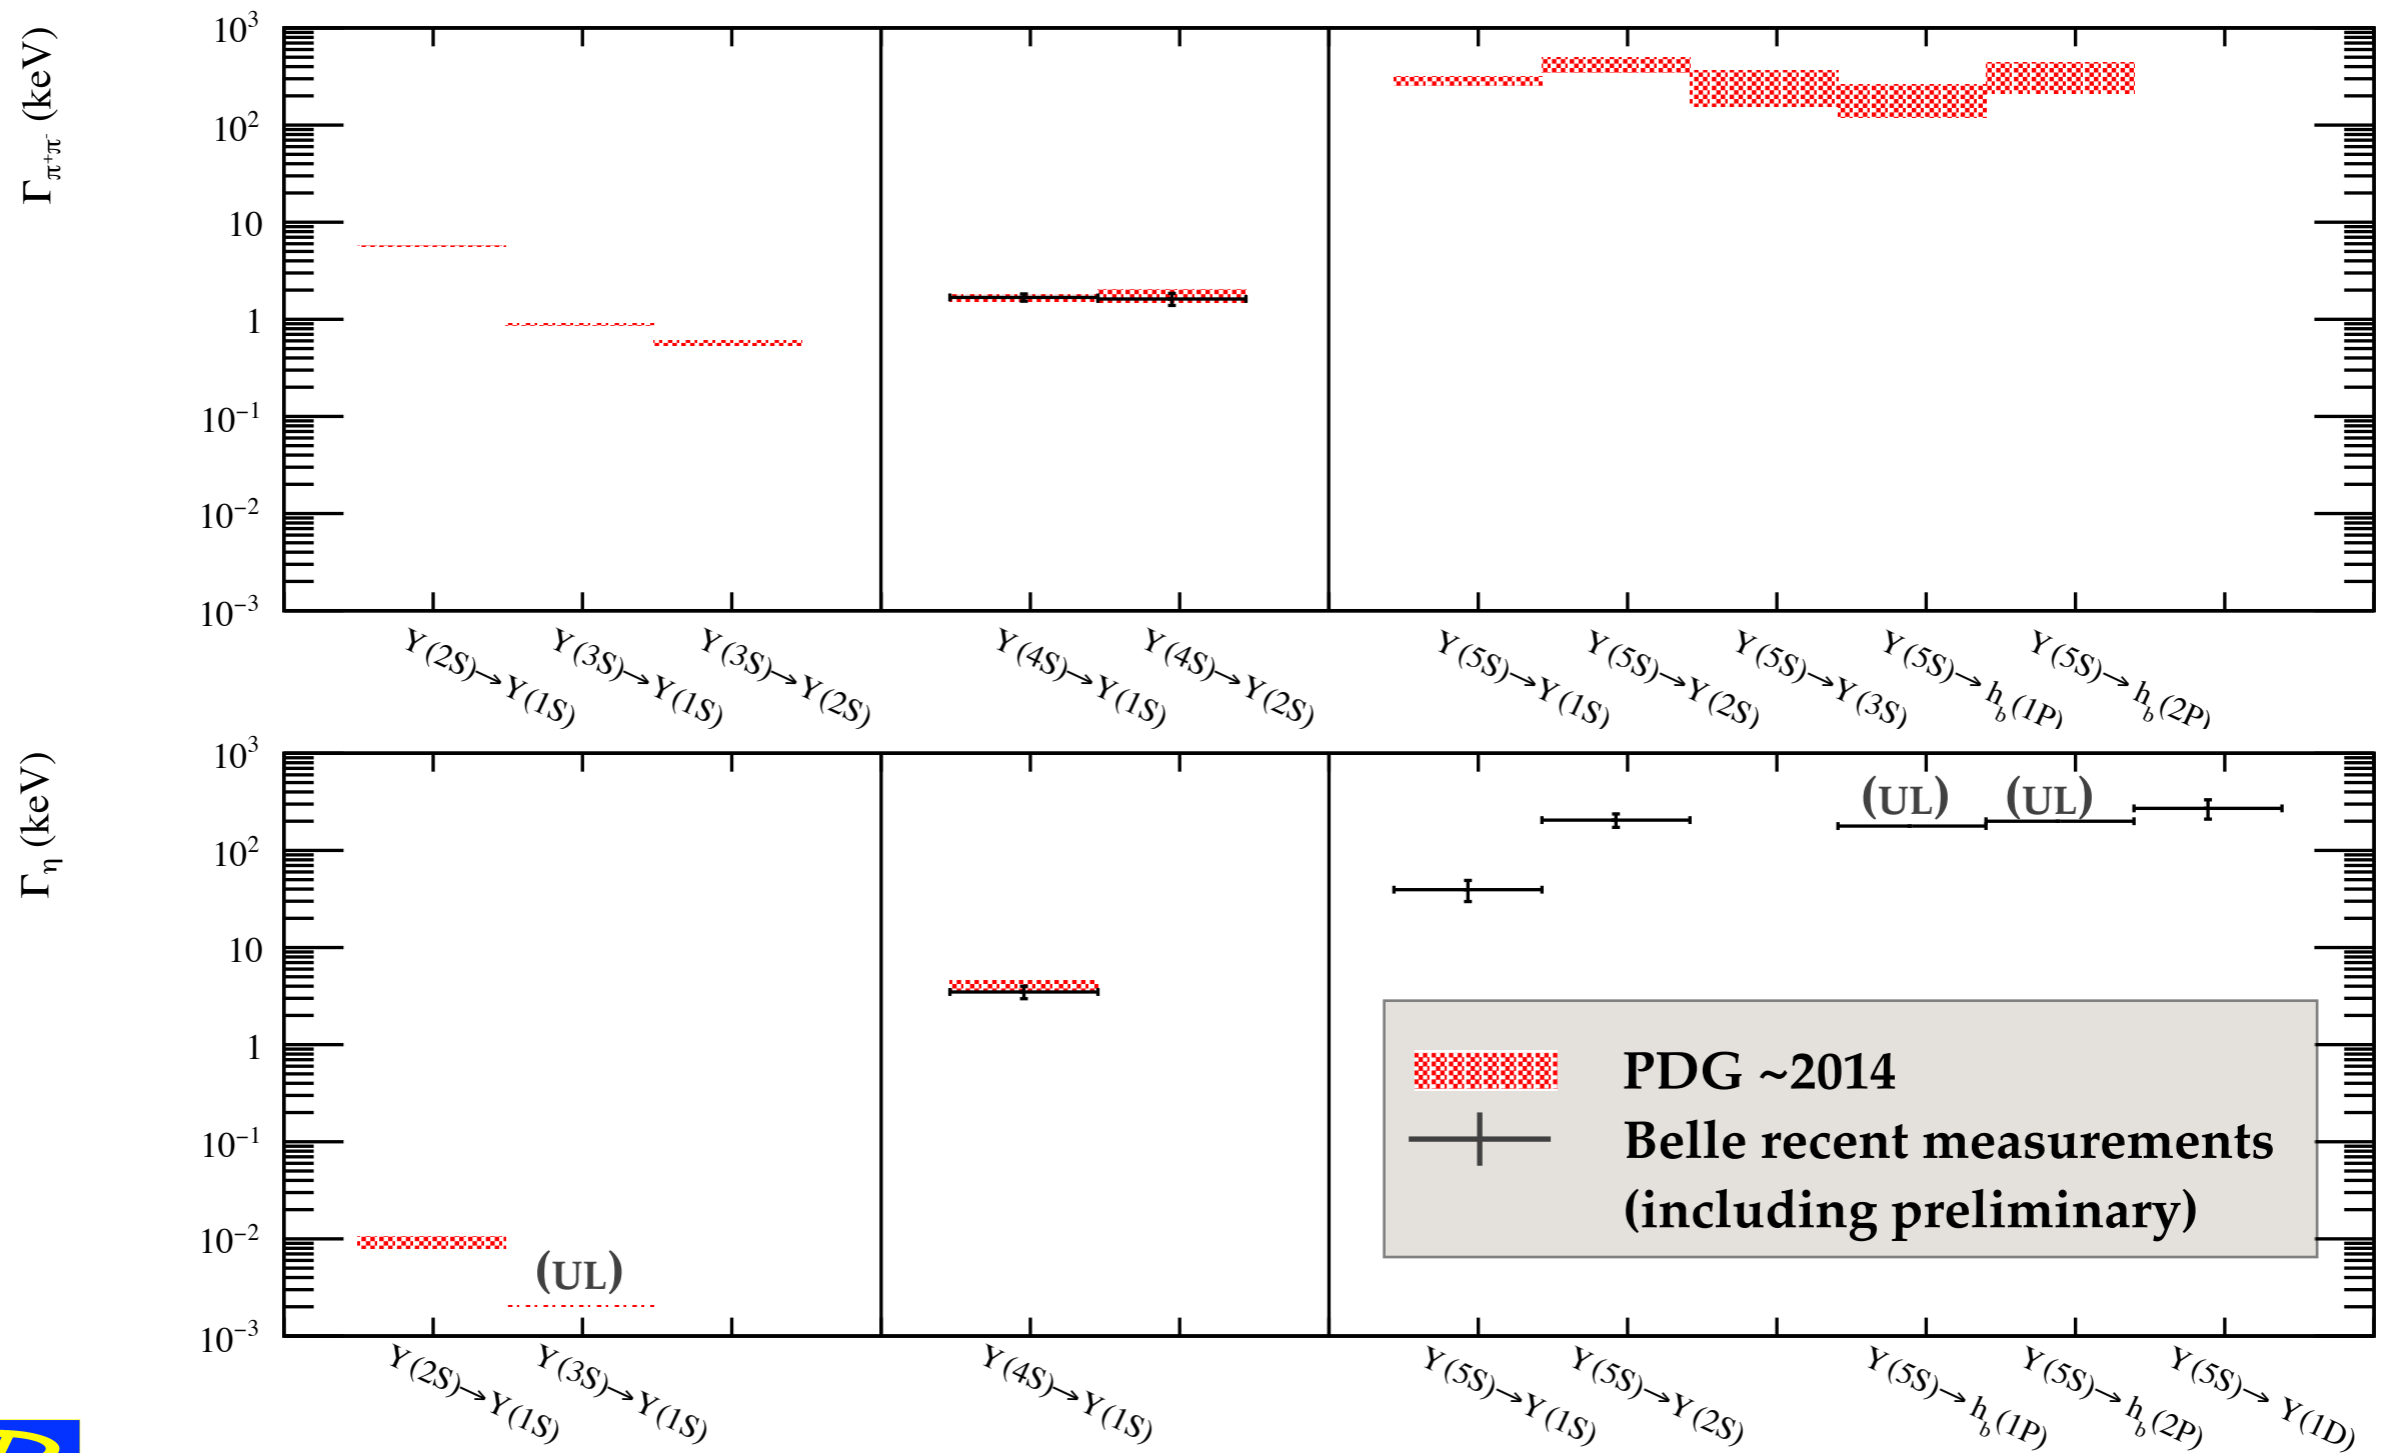 Γπ⁺π⁻ (keV)
10³
10²
10
1
10⁻¹
10⁻²
10⁻³
Υ(2S)→Υ(1S)
Υ(3S)→Υ(1S)
Υ(3S)→Υ(2S)
Υ(4S)→Υ(1S)
Υ(4S)→Υ(2S)
Υ(5S)→Υ(1S)
Υ(5S)→Υ(2S)
Υ(5S)→Υ(3S)
Υ(5S)→h_b(1P)
Υ(5S)→h_b(2P)
Γη (keV)
10³
10²
10
1
10⁻¹
10⁻²
10⁻³
(UL)
(UL)
(UL)
PDG ~2014
Belle recent measurements
(including preliminary)
Υ(2S)→Υ(1S)
Υ(3S)→Υ(1S)
Υ(4S)→Υ(1S)
Υ(5S)→Υ(1S)
Υ(5S)→Υ(2S)
Υ(5S)→h_b(1P)
Υ(5S)→h_b(2P)
Υ(5S)→ Υ(1D)